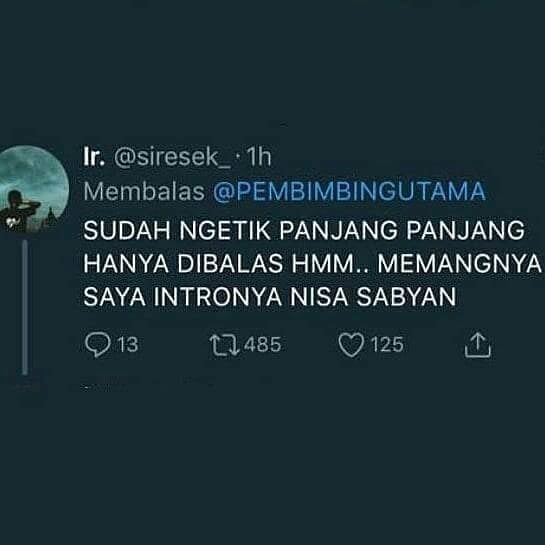 Ir. @siresek_ · 1h
Membalas @PEMBIMBINGUTAMA
SUDAH NGETIK PANJANG PANJANG
HANYA DIBALAS HMM.. MEMANGNYA
SAYA INTRONYA NISA SABYAN
13 485 125